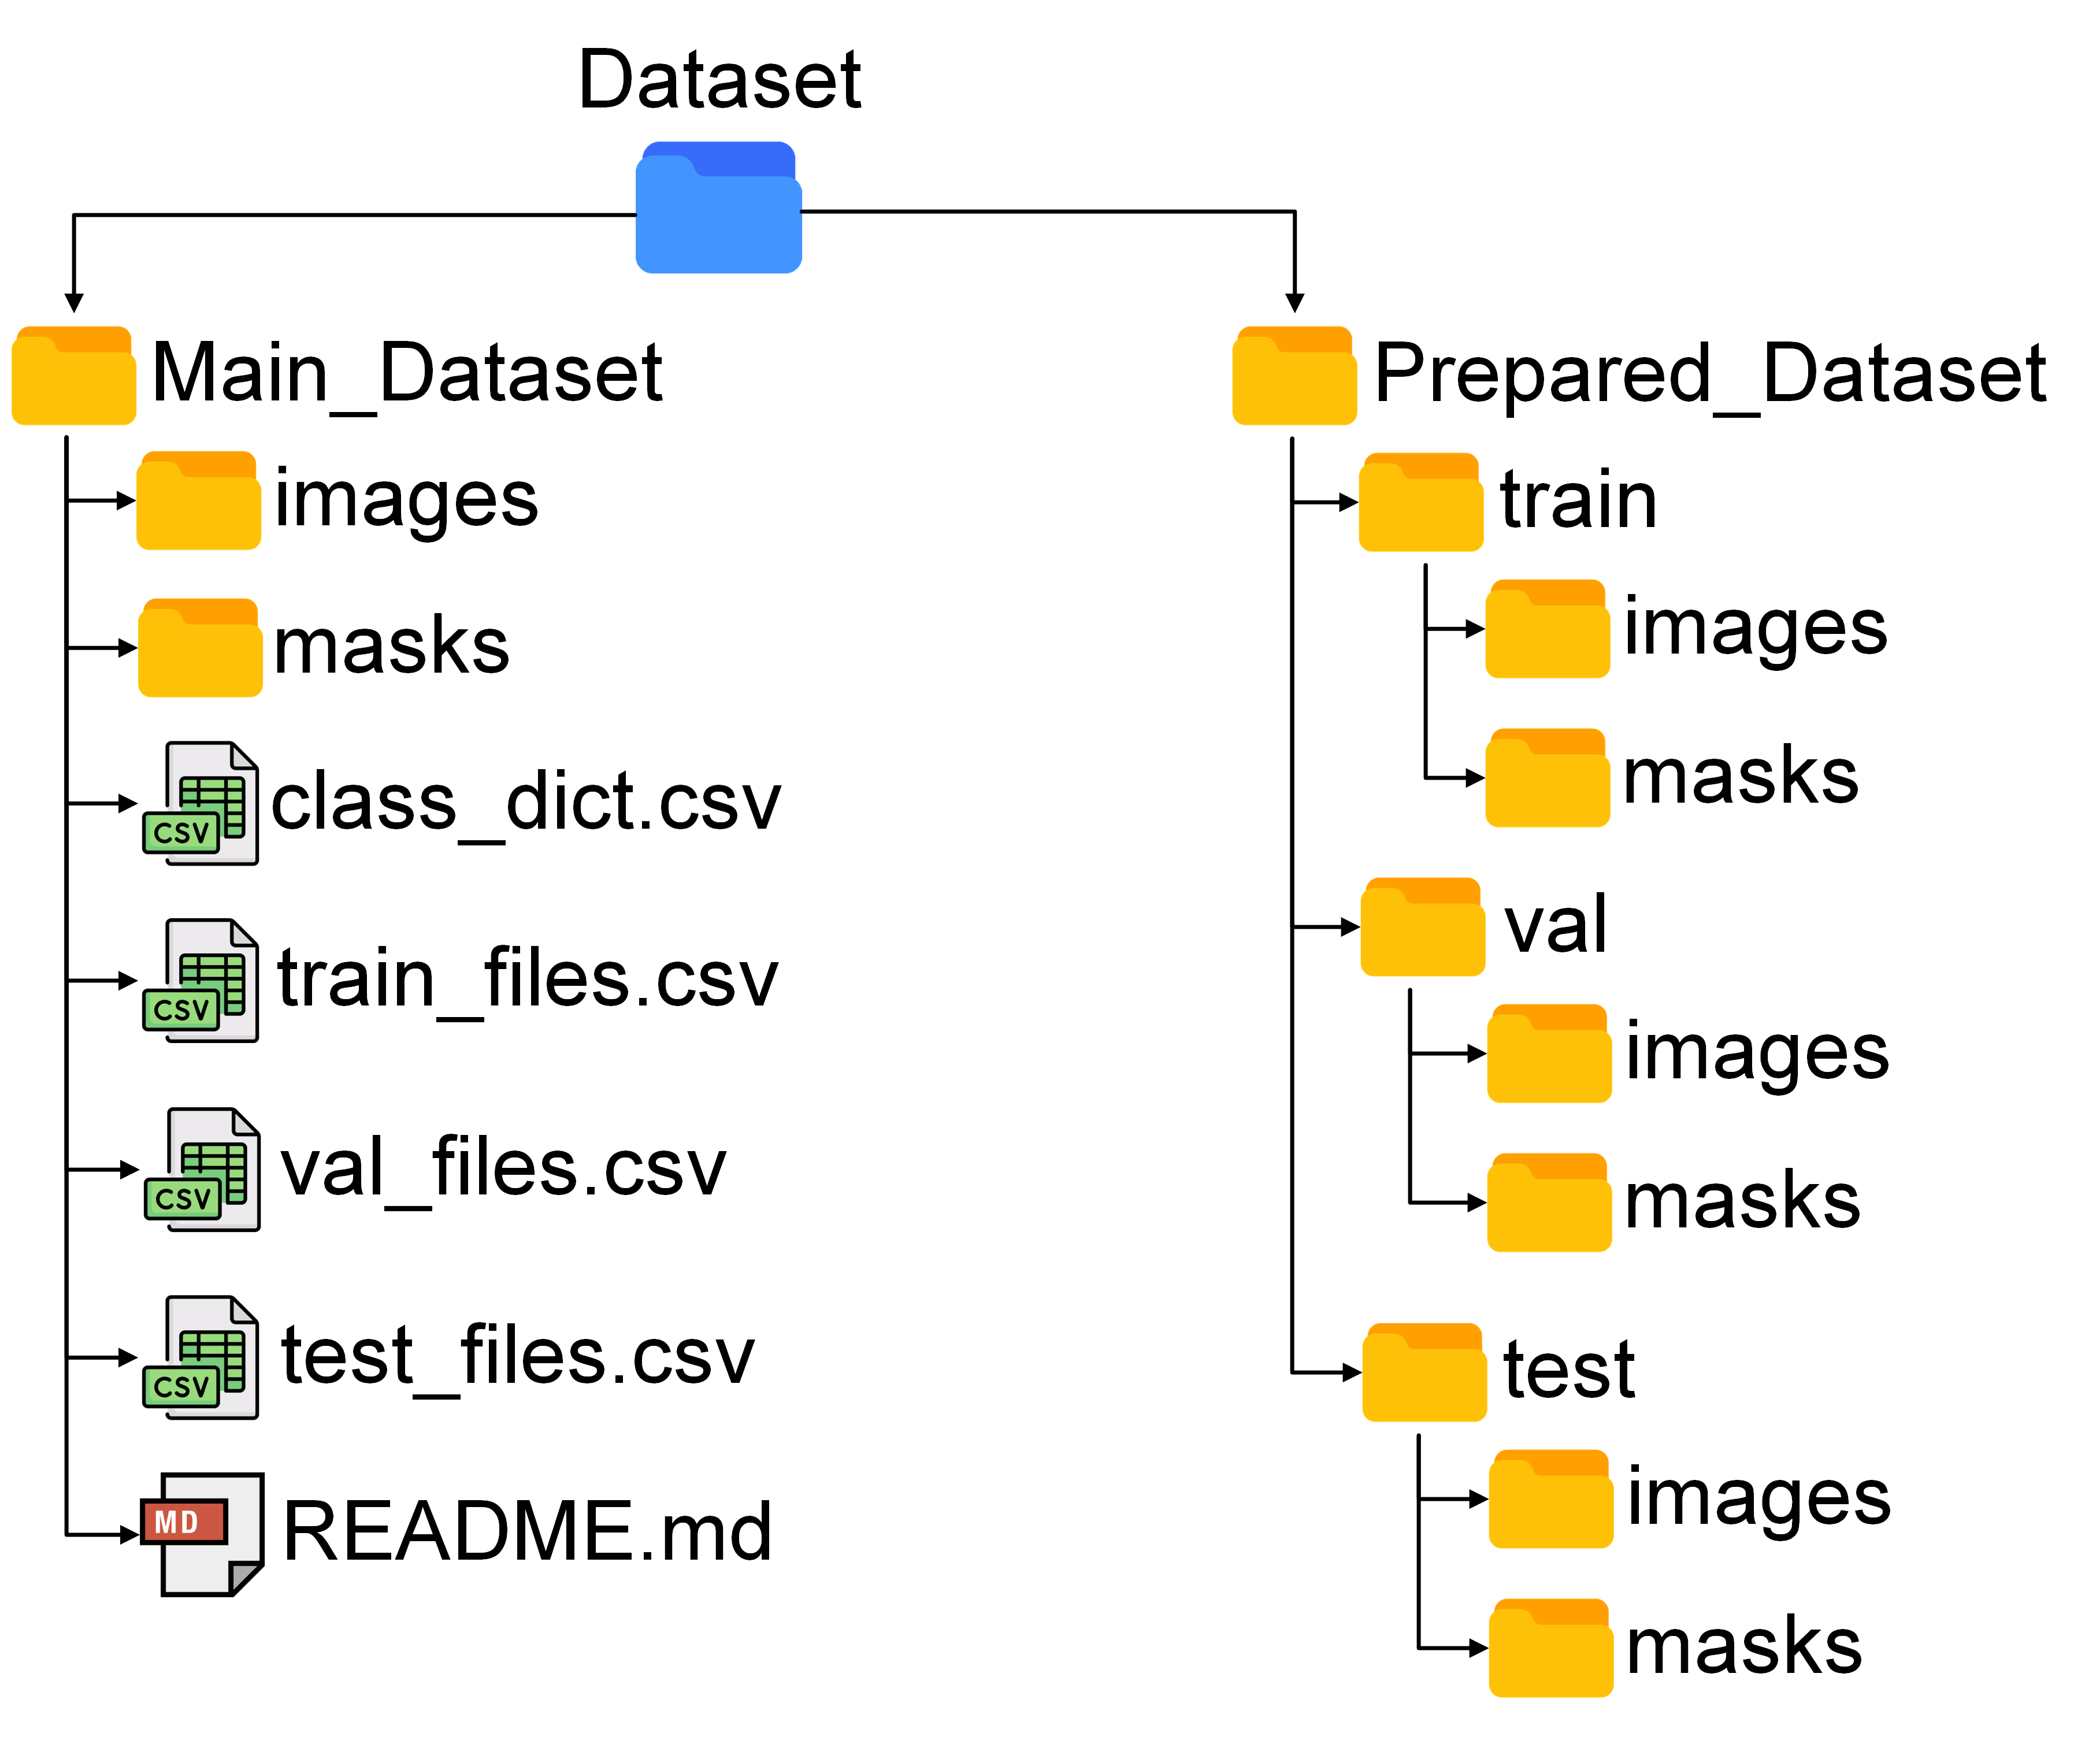 Dataset
Main_Dataset
images
masks
CSV
class_dict.csv
CSV
train_files.csv
CSV
val_files.csv
CSV
test_files.csv
MD
README.md
Prepared_Dataset
train
images
masks
val
images
masks
test
images
masks